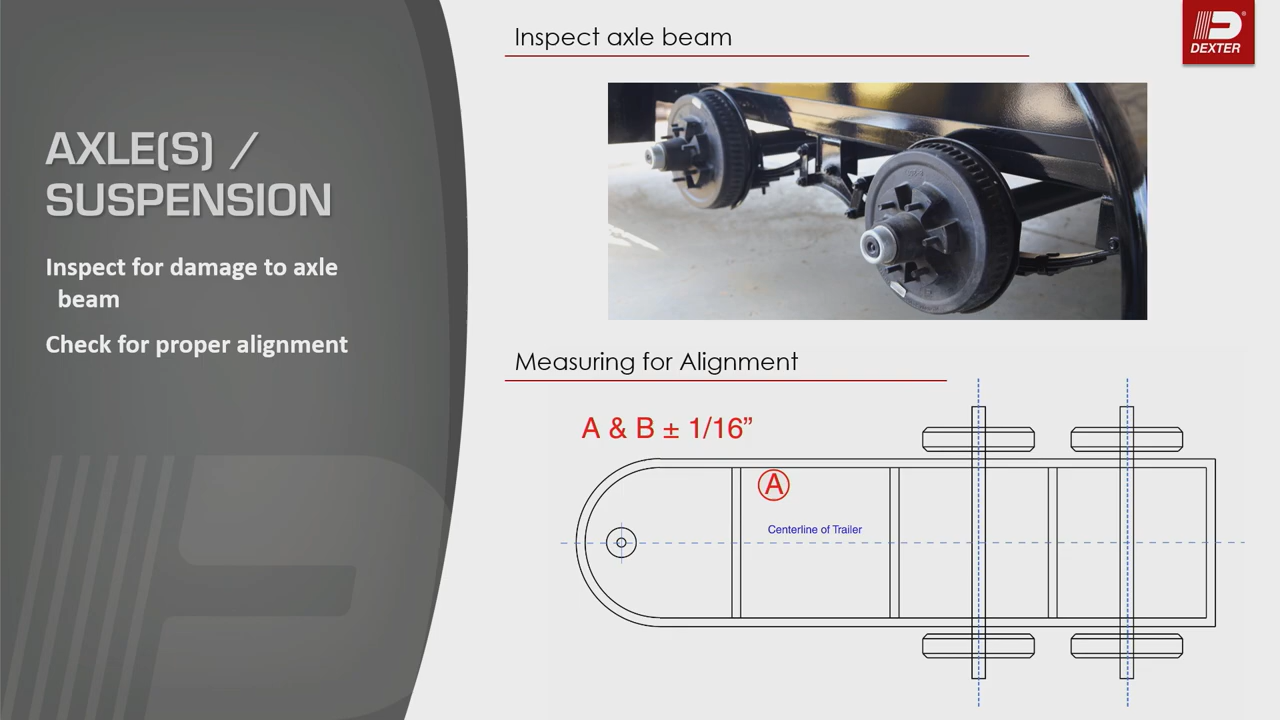 AXLE(S) /
SUSPENSION
Inspect for damage to axle
beam
Check for proper alignment
Inspect axle beam
DEXTER
Measuring for Alignment
A & B ± 1/16”
A
Centerline of Trailer